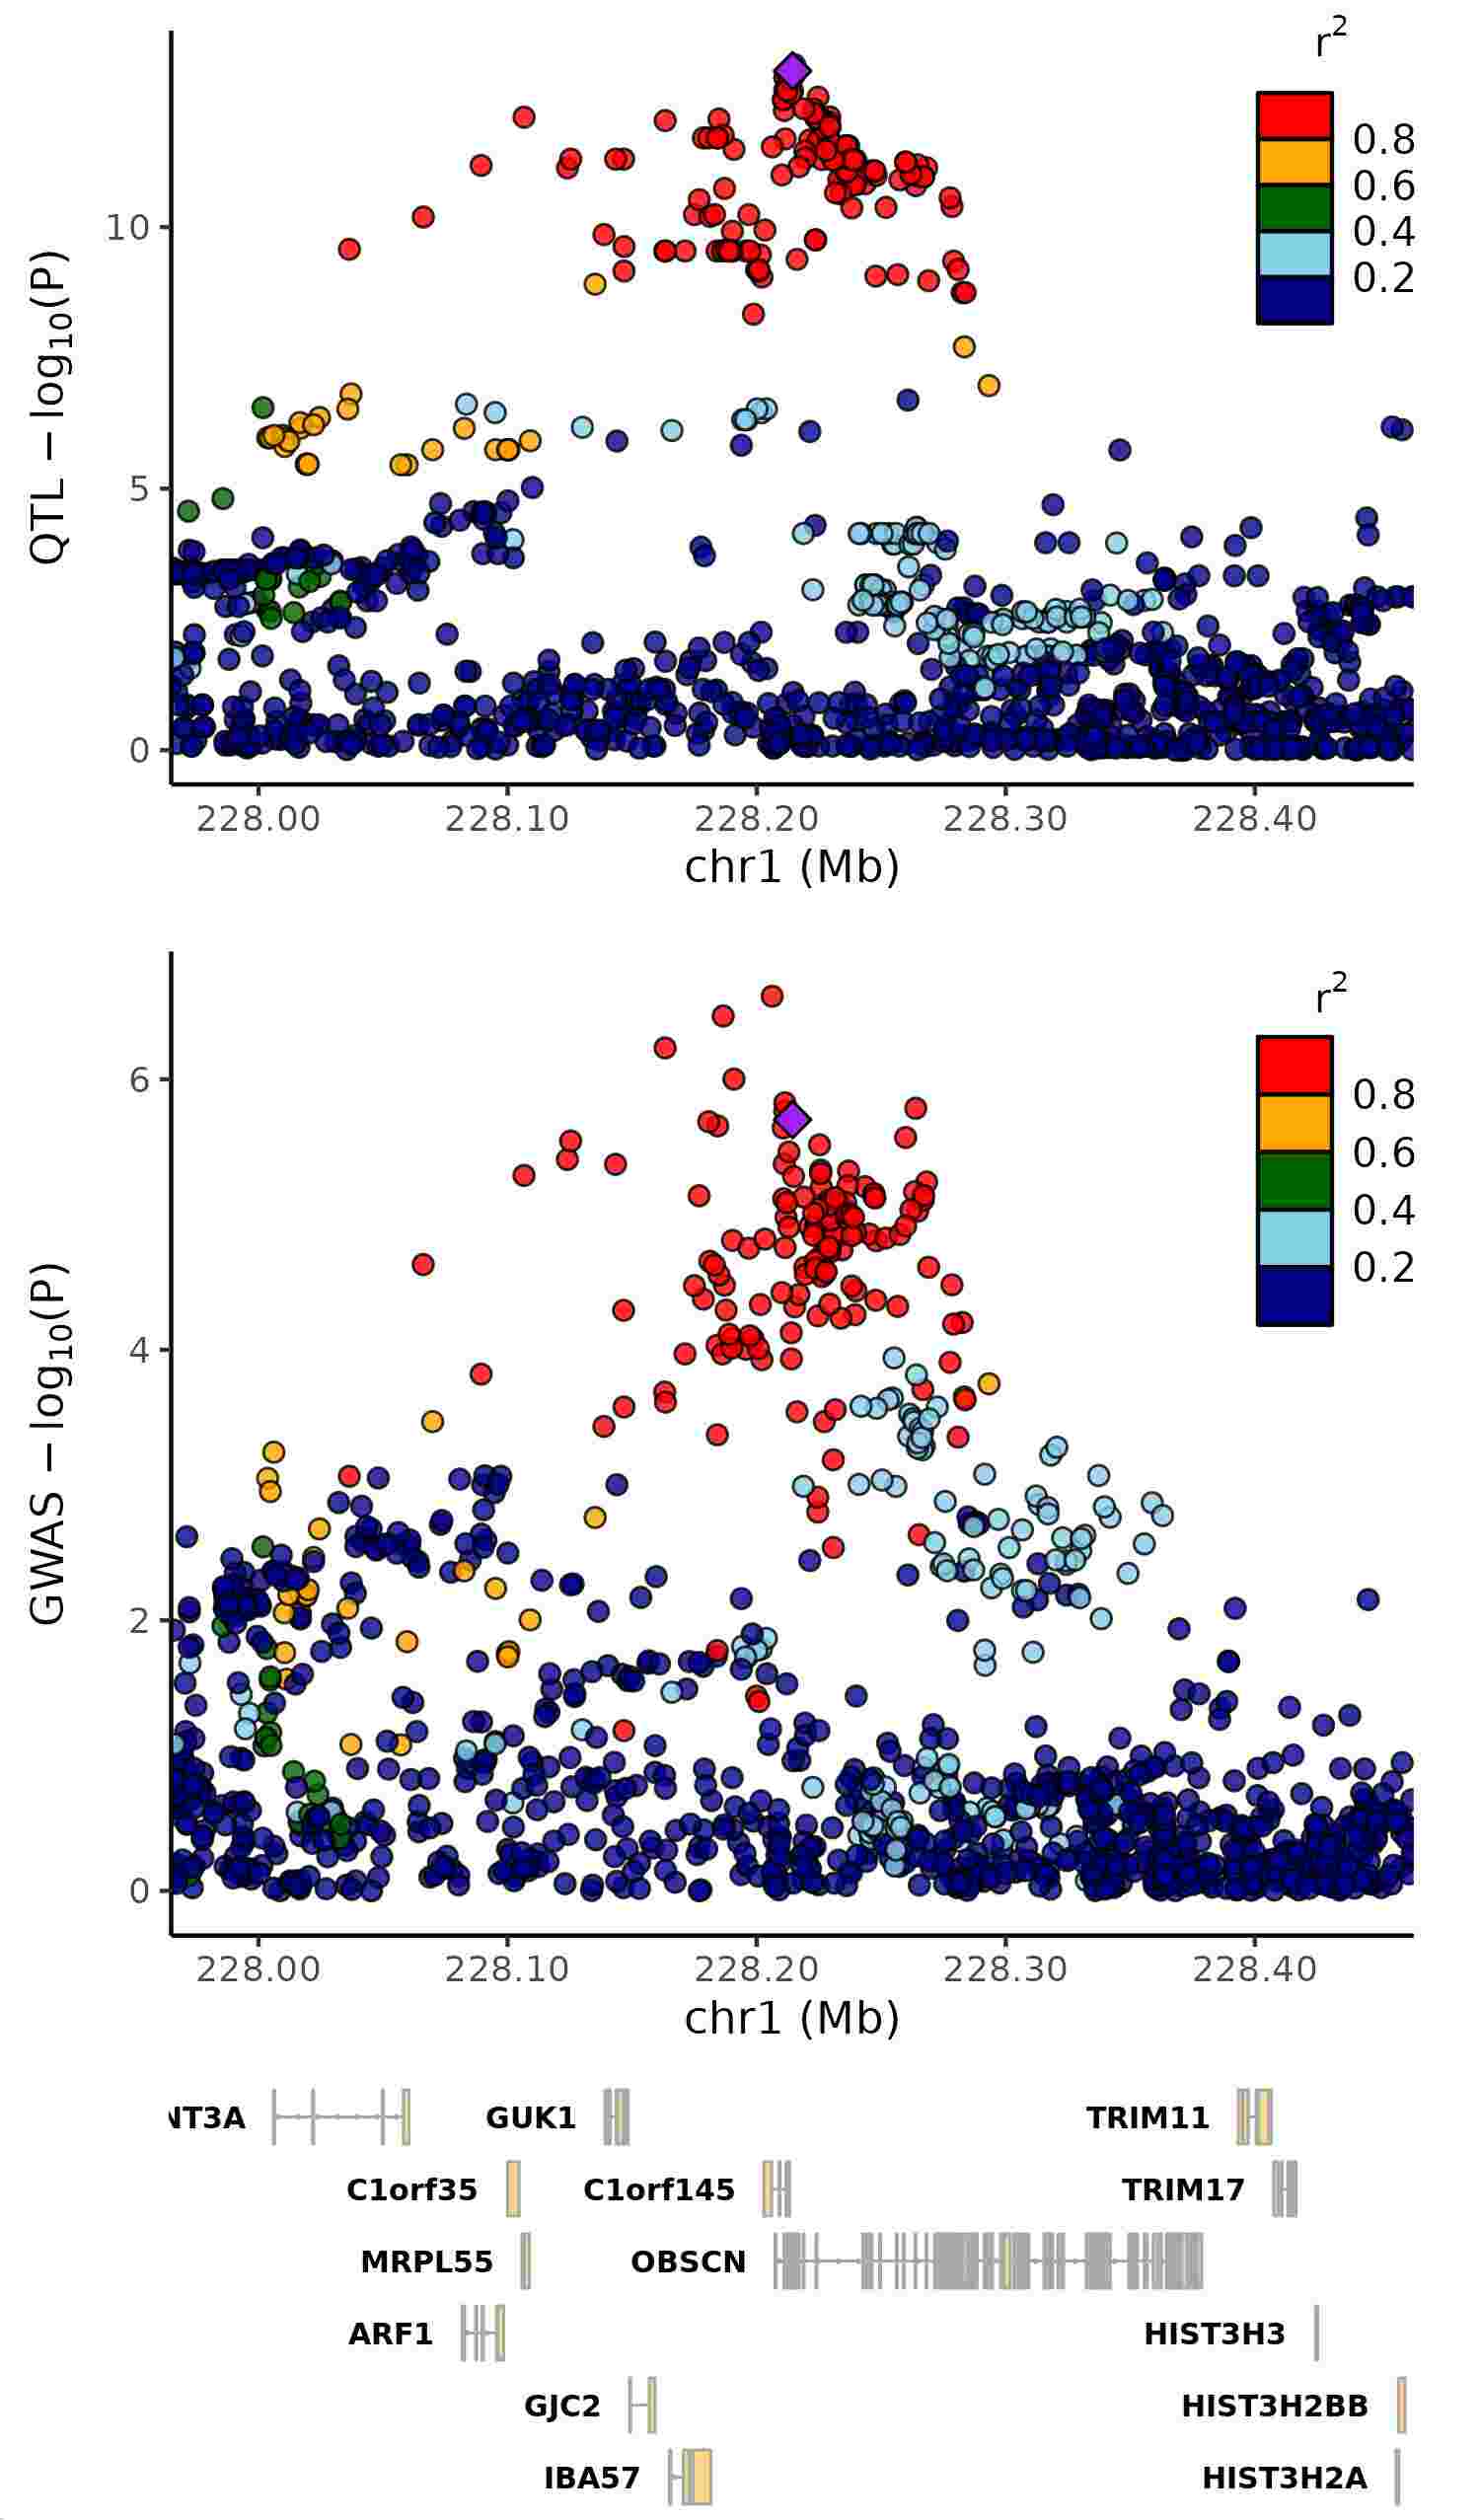 r2
0.8
0.6
0.4
0.2
10
5
0
QTL −log10(P)
228.00 228.10 228.20 228.30 228.40
chr1 (Mb)
r2
0.8
0.6
0.4
0.2
6
4
2
0
GWAS −log10(P)
228.00 228.10 228.20 228.30 228.40
chr1 (Mb)
NT3A GUK1 TRIM11
C1orf35 C1orf145 TRIM17
MRPL55 OBSCN
ARF1 HIST3H3
GJC2 HIST3H2BB
IBA57 HIST3H2A